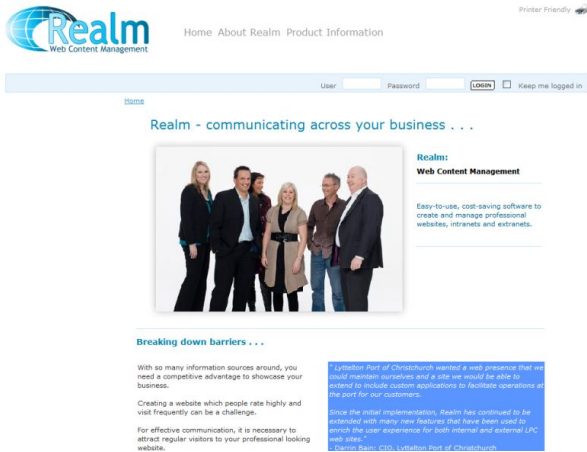 Printer Friendly
Realm
Web Content Management
Home About Realm Product Information
User Password LOGIN Keep me logged in
Home
Realm - communicating across your business . . .
Realm:
Web Content Management
Easy-to-use, cost-saving software to
create and manage professional
websites, intranets and extranets.
Breaking down barriers . . .
With so many information sources around, you
need a competitive advantage to showcase your
business.
Creating a website which people rate highly and
visit frequently can be a challenge.
For effective communication, it is necessary to
attract regular visitors to your professional looking
website.
" Lyttelton Port of Christchurch wanted a web presence that we
could maintain ourselves and a site we would be able to
extend to include custom applications to facilitate operations at
the port for our customers.
Since the initial implementation, Realm has continued to be
extended with many new features that have been used to
enrich the user experience for both internal and external LPC
web sites."
- Darrin Bain: CIO, Lyttelton Port of Christchurch